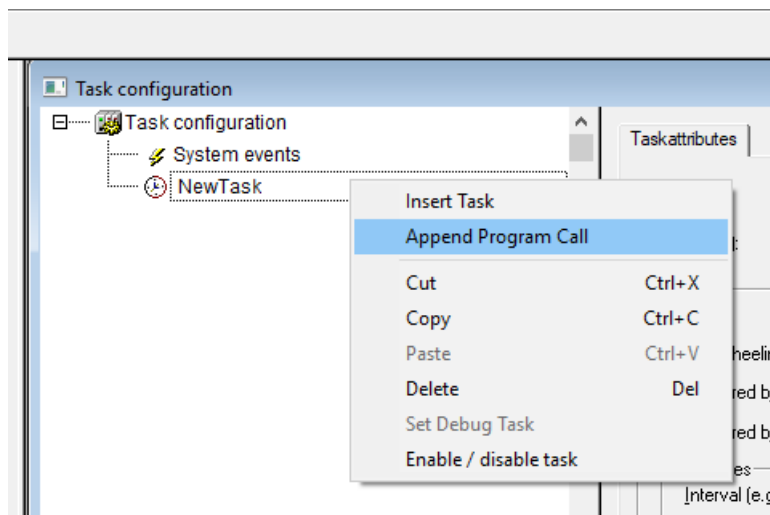 Task configuration
Task configuration
System events
NewTask
Taskattributes
Insert Task
Append Program Call
Cut Ctrl+X
Copy Ctrl+C
Paste Ctrl+V
Delete Del
Set Debug Task
Enable / disable task
Interval (e.g